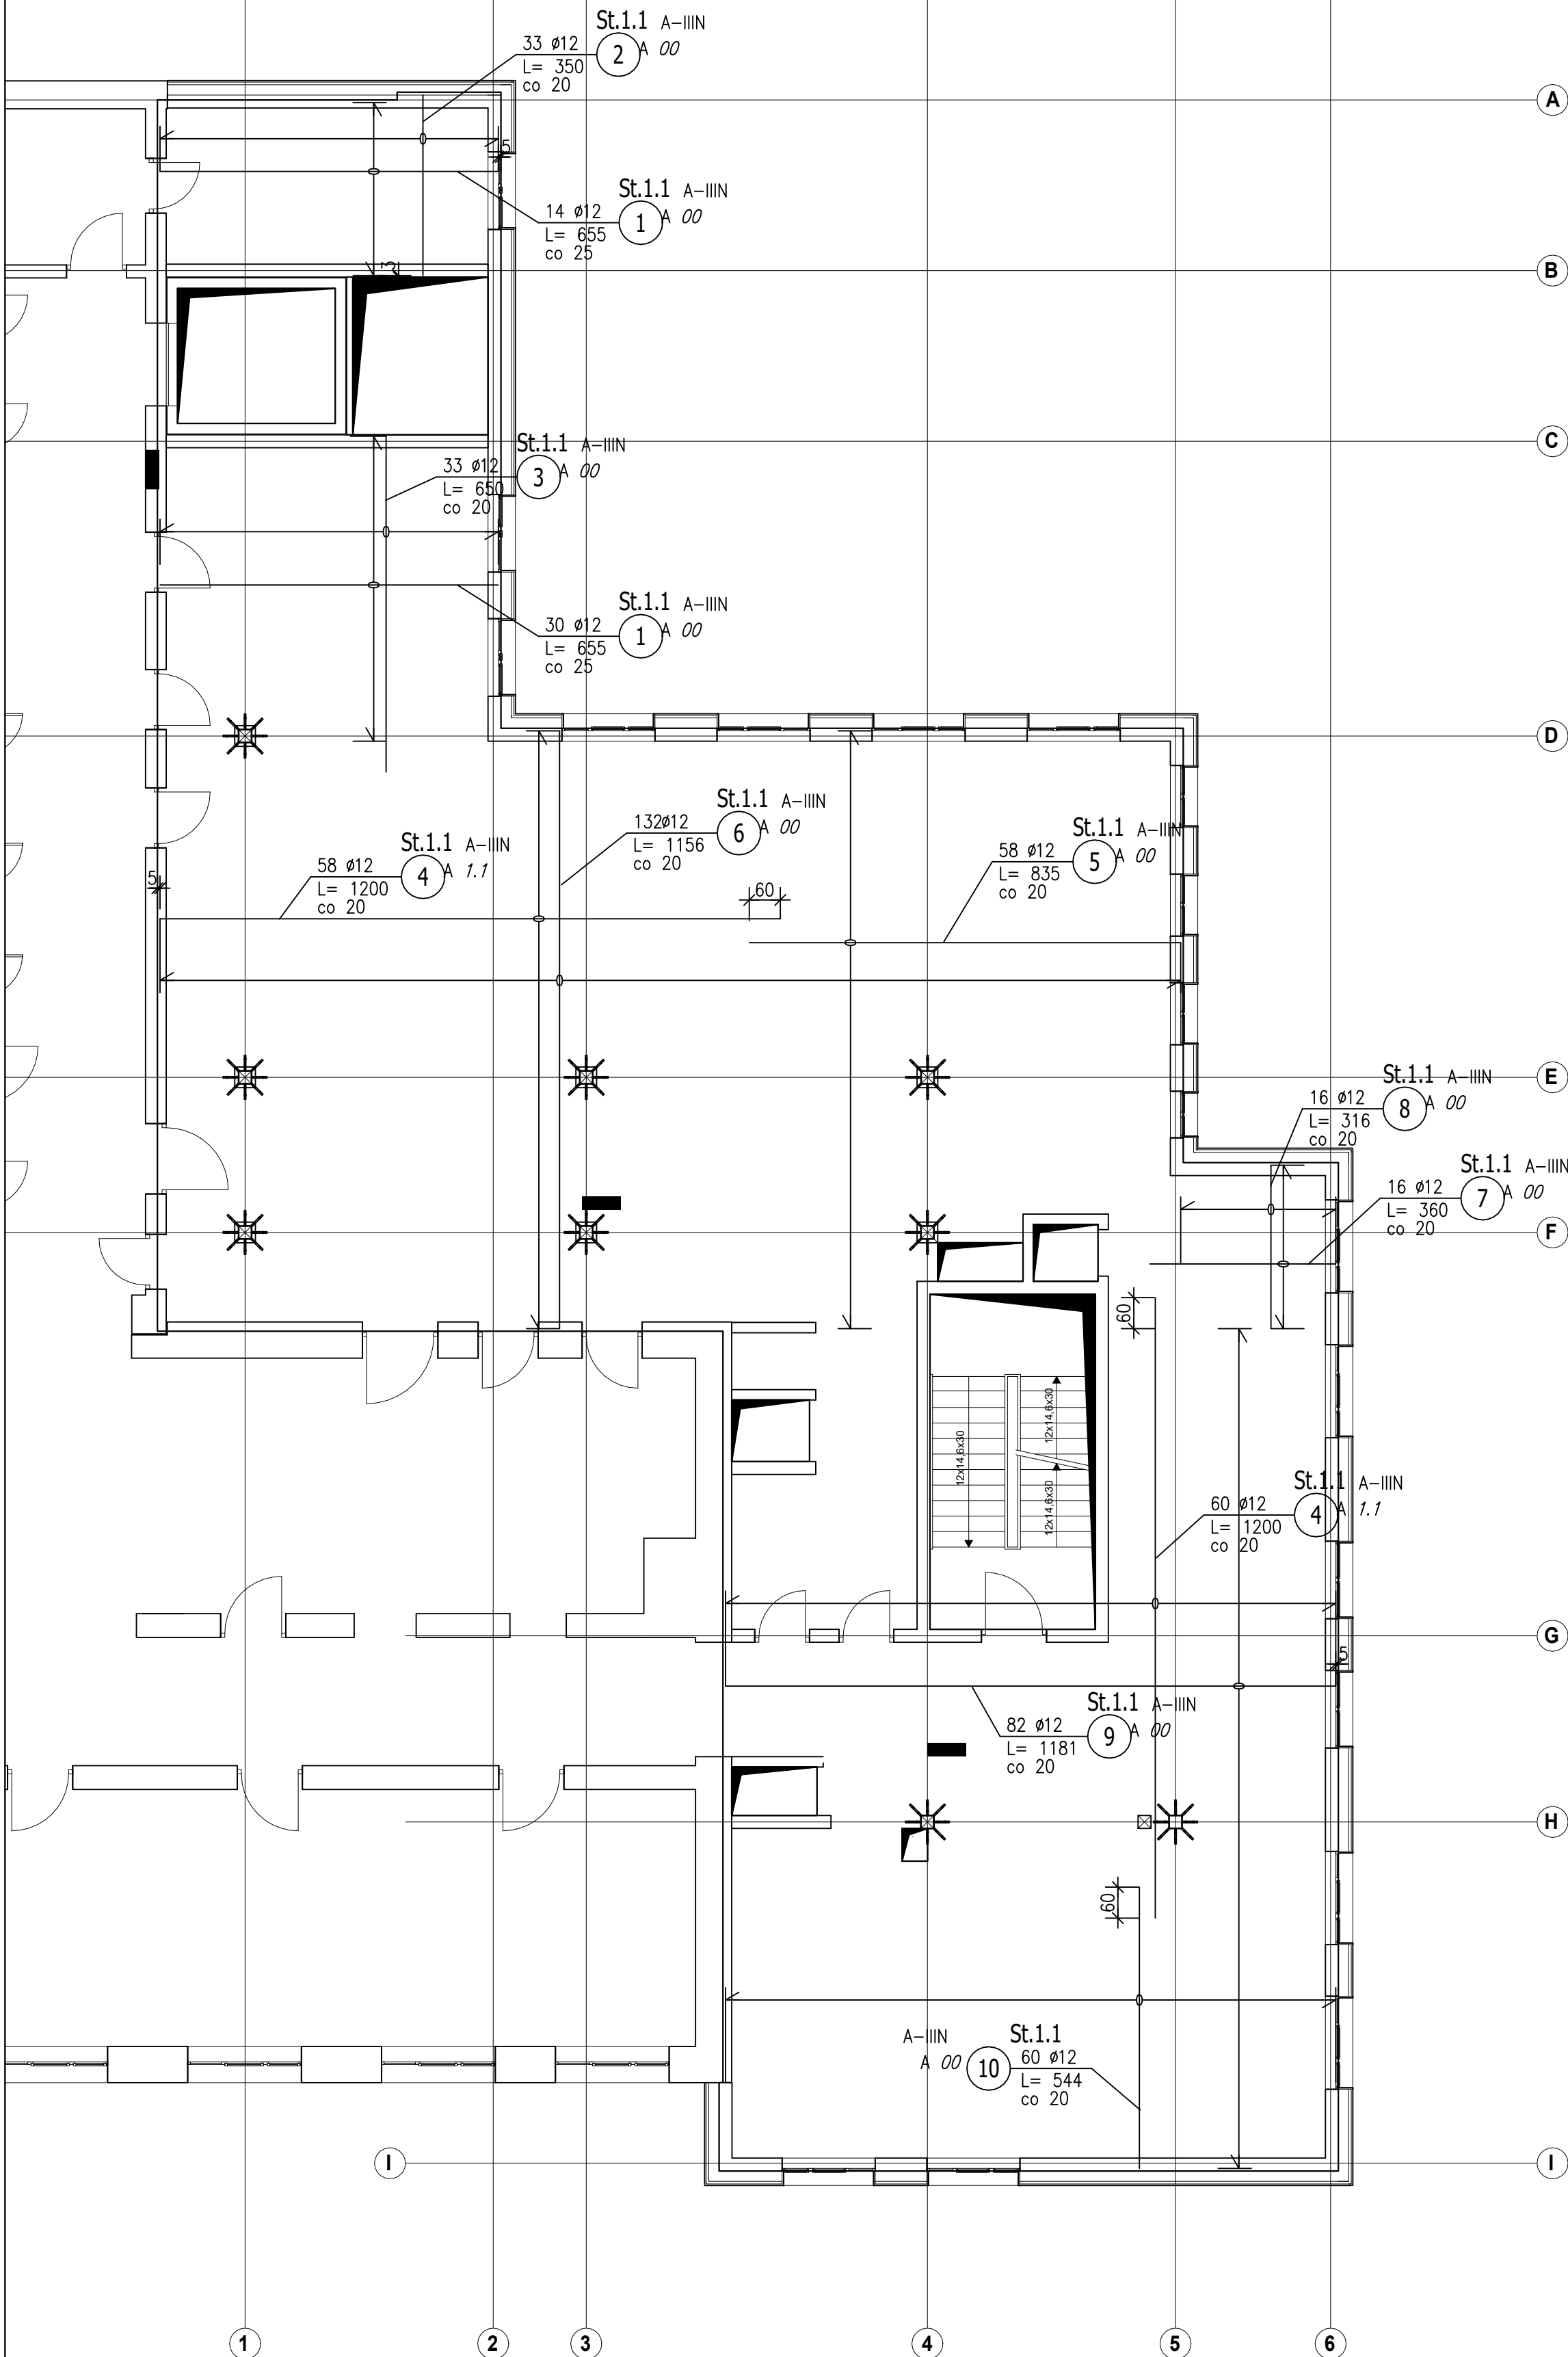 St.1.1 A-IIIN
33 ø12
2
A 00
L= 350
co 20
A
5
St.1.1 A-IIIN
14 ø12
1
A 00
L= 655
co 25
3
B
St.1.1 A-IIIN
33 ø12
3
A 00
L= 650
co 20
C
St.1.1 A-IIIN
30 ø12
1
A 00
L= 655
co 25
D
St.1.1 A-IIIN
132ø12
6
A 00
L= 1156
co 20
St.1.1 A-IIIN
58 ø12
5
A 00
L= 835
co 20
St.1.1 A-IIIN
58 ø12
4
A 1.1
L= 1200
co 20
5
60
E
St.1.1 A-IIIN
16 ø12
8
A 00
L= 316
co 20
St.1.1 A-IIIN
16 ø12
7
A 00
L= 360
co 20
F
60
12x14,6x30
12x14,6x30
12x14,6x30
St.1.1 A-IIIN
60 ø12
4
A 1.1
L= 1200
co 20
G
5
St.1.1 A-IIIN
82 ø12
9
A 00
L= 1181
co 20
H
60
A-IIIN St.1.1
A 00
10
60 ø12
L= 544
co 20
I
I
1
2
3
4
5
6